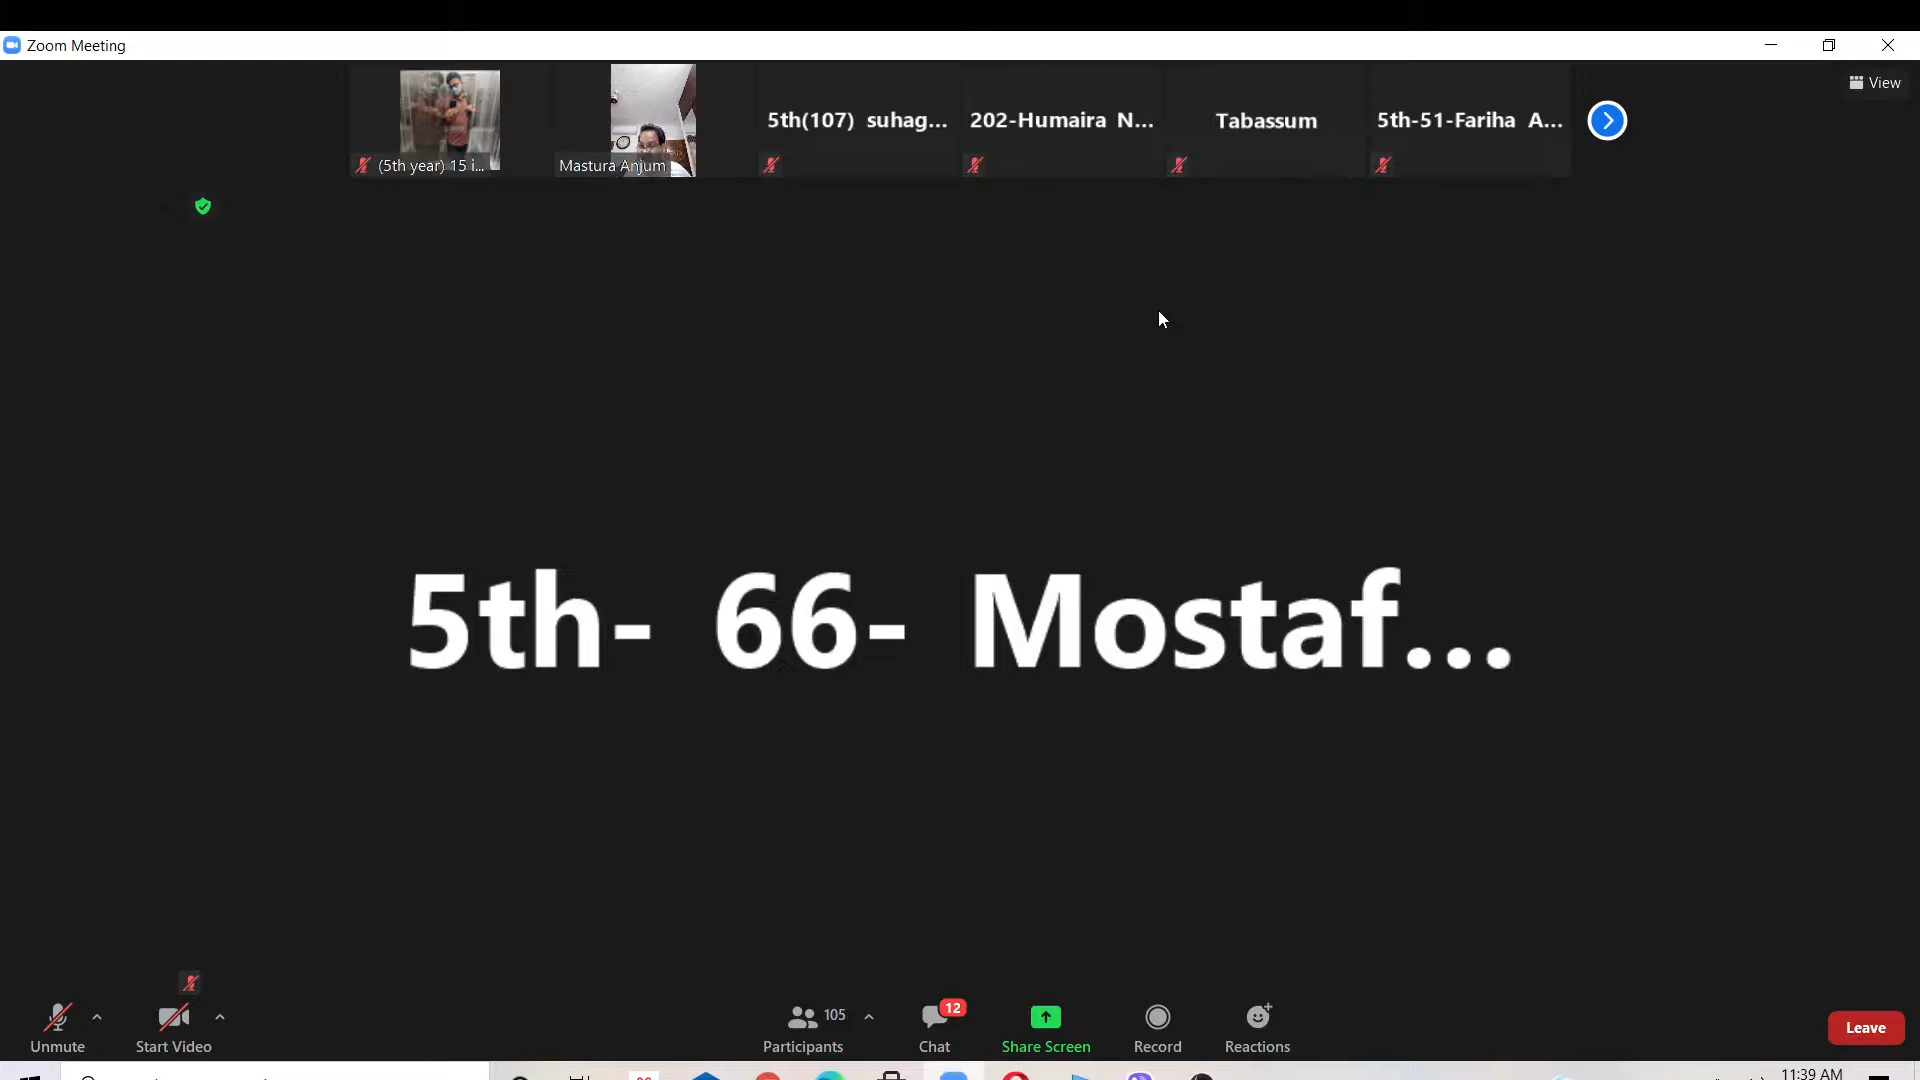 Zoom Meeting
View
(5th year) 15 i...
Mastura Anjum
5th(107) suhag...
202-Humaira N...
Tabassum
5th-51-Fariha A...
5th- 66- Mostaf...
Unmute
Start Video
105
Participants
12
Chat
Share Screen
Record
Reactions
Leave
11:39 AM